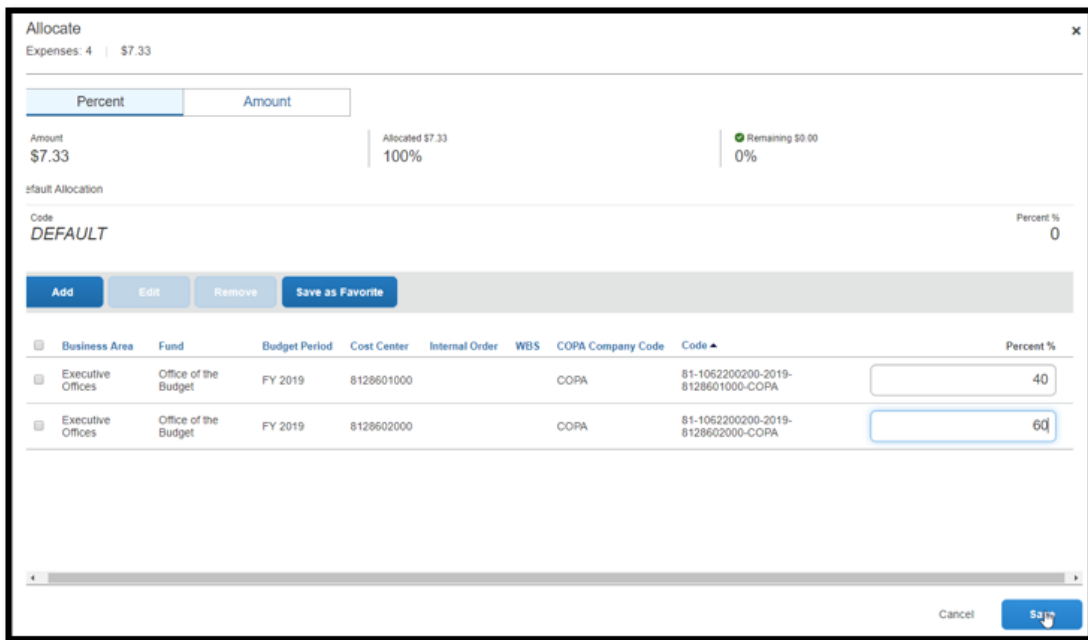 Allocate
×
Expenses: 4 | $7.33
Percent Amount
Amount Allocated $7.33 Remaining $0.00
$7.33 100% 0%
efault Allocation
Code Percent %
DEFAULT 0
Add Edit Remove Save as Favorite
Business Area Fund Budget Period Cost Center Internal Order WBS COPA Company Code Code Percent %
Executive Office of the 81-1062200200-2019-
Offices Budget FY 2019 8128601000 COPA 8128601000-COPA 40
Executive Office of the 81-1062200200-2019-
Offices Budget FY 2019 8128602000 COPA 8128602000-COPA 60
Cancel Save